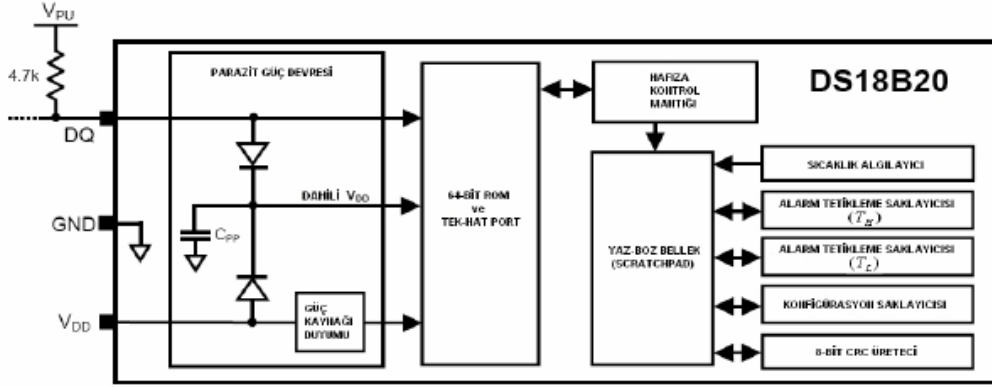 VPU
4.7k
DQ
GND
VDD
PARAZİT GÜÇ DEVRESİ
DAHİLİ VDD
CPP
GÜÇ
KAYNAĞI
DUYUMU
64-BİT ROM
ve
TEK-HAT PORT
HAFIZA
KONTROL
MANTIĞI
DS18B20
YAZ-BOZ BELLEK
(SCRATCHPAD)
SICAKLIK ALGILAYICI
ALARM TETİKLEME SAKLAYICISI
(TH)
ALARM TETİKLEME SAKLAYICISI
(TL)
KONFİGÜRASYON SAKLAYICISI
8-BİT CRC ÜRETECİ